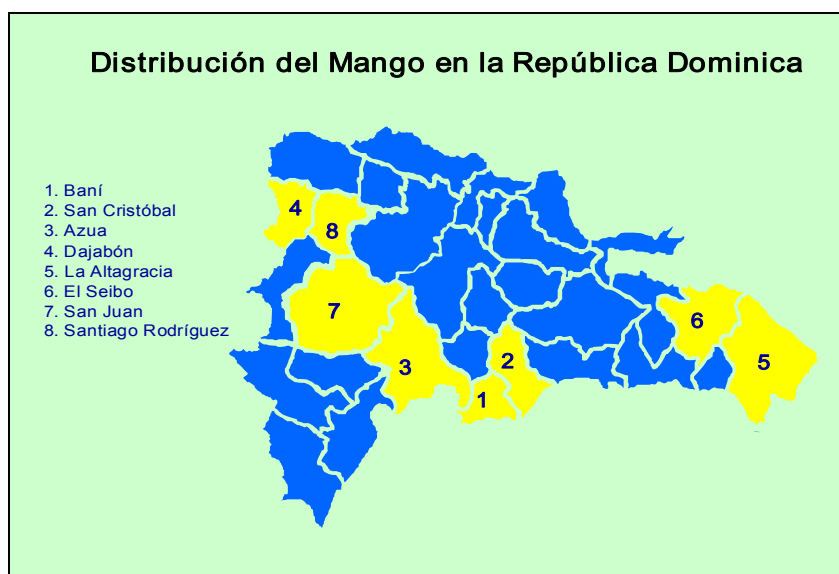 Distribución del Mango en la República Dominica
1. Baní
2. San Cristóbal
3. Azua
4. Dajabón
5. La Altagracia
6. El Seibo
7. San Juan
8. Santiago Rodríguez
4
8
7
6
5
3
2
1